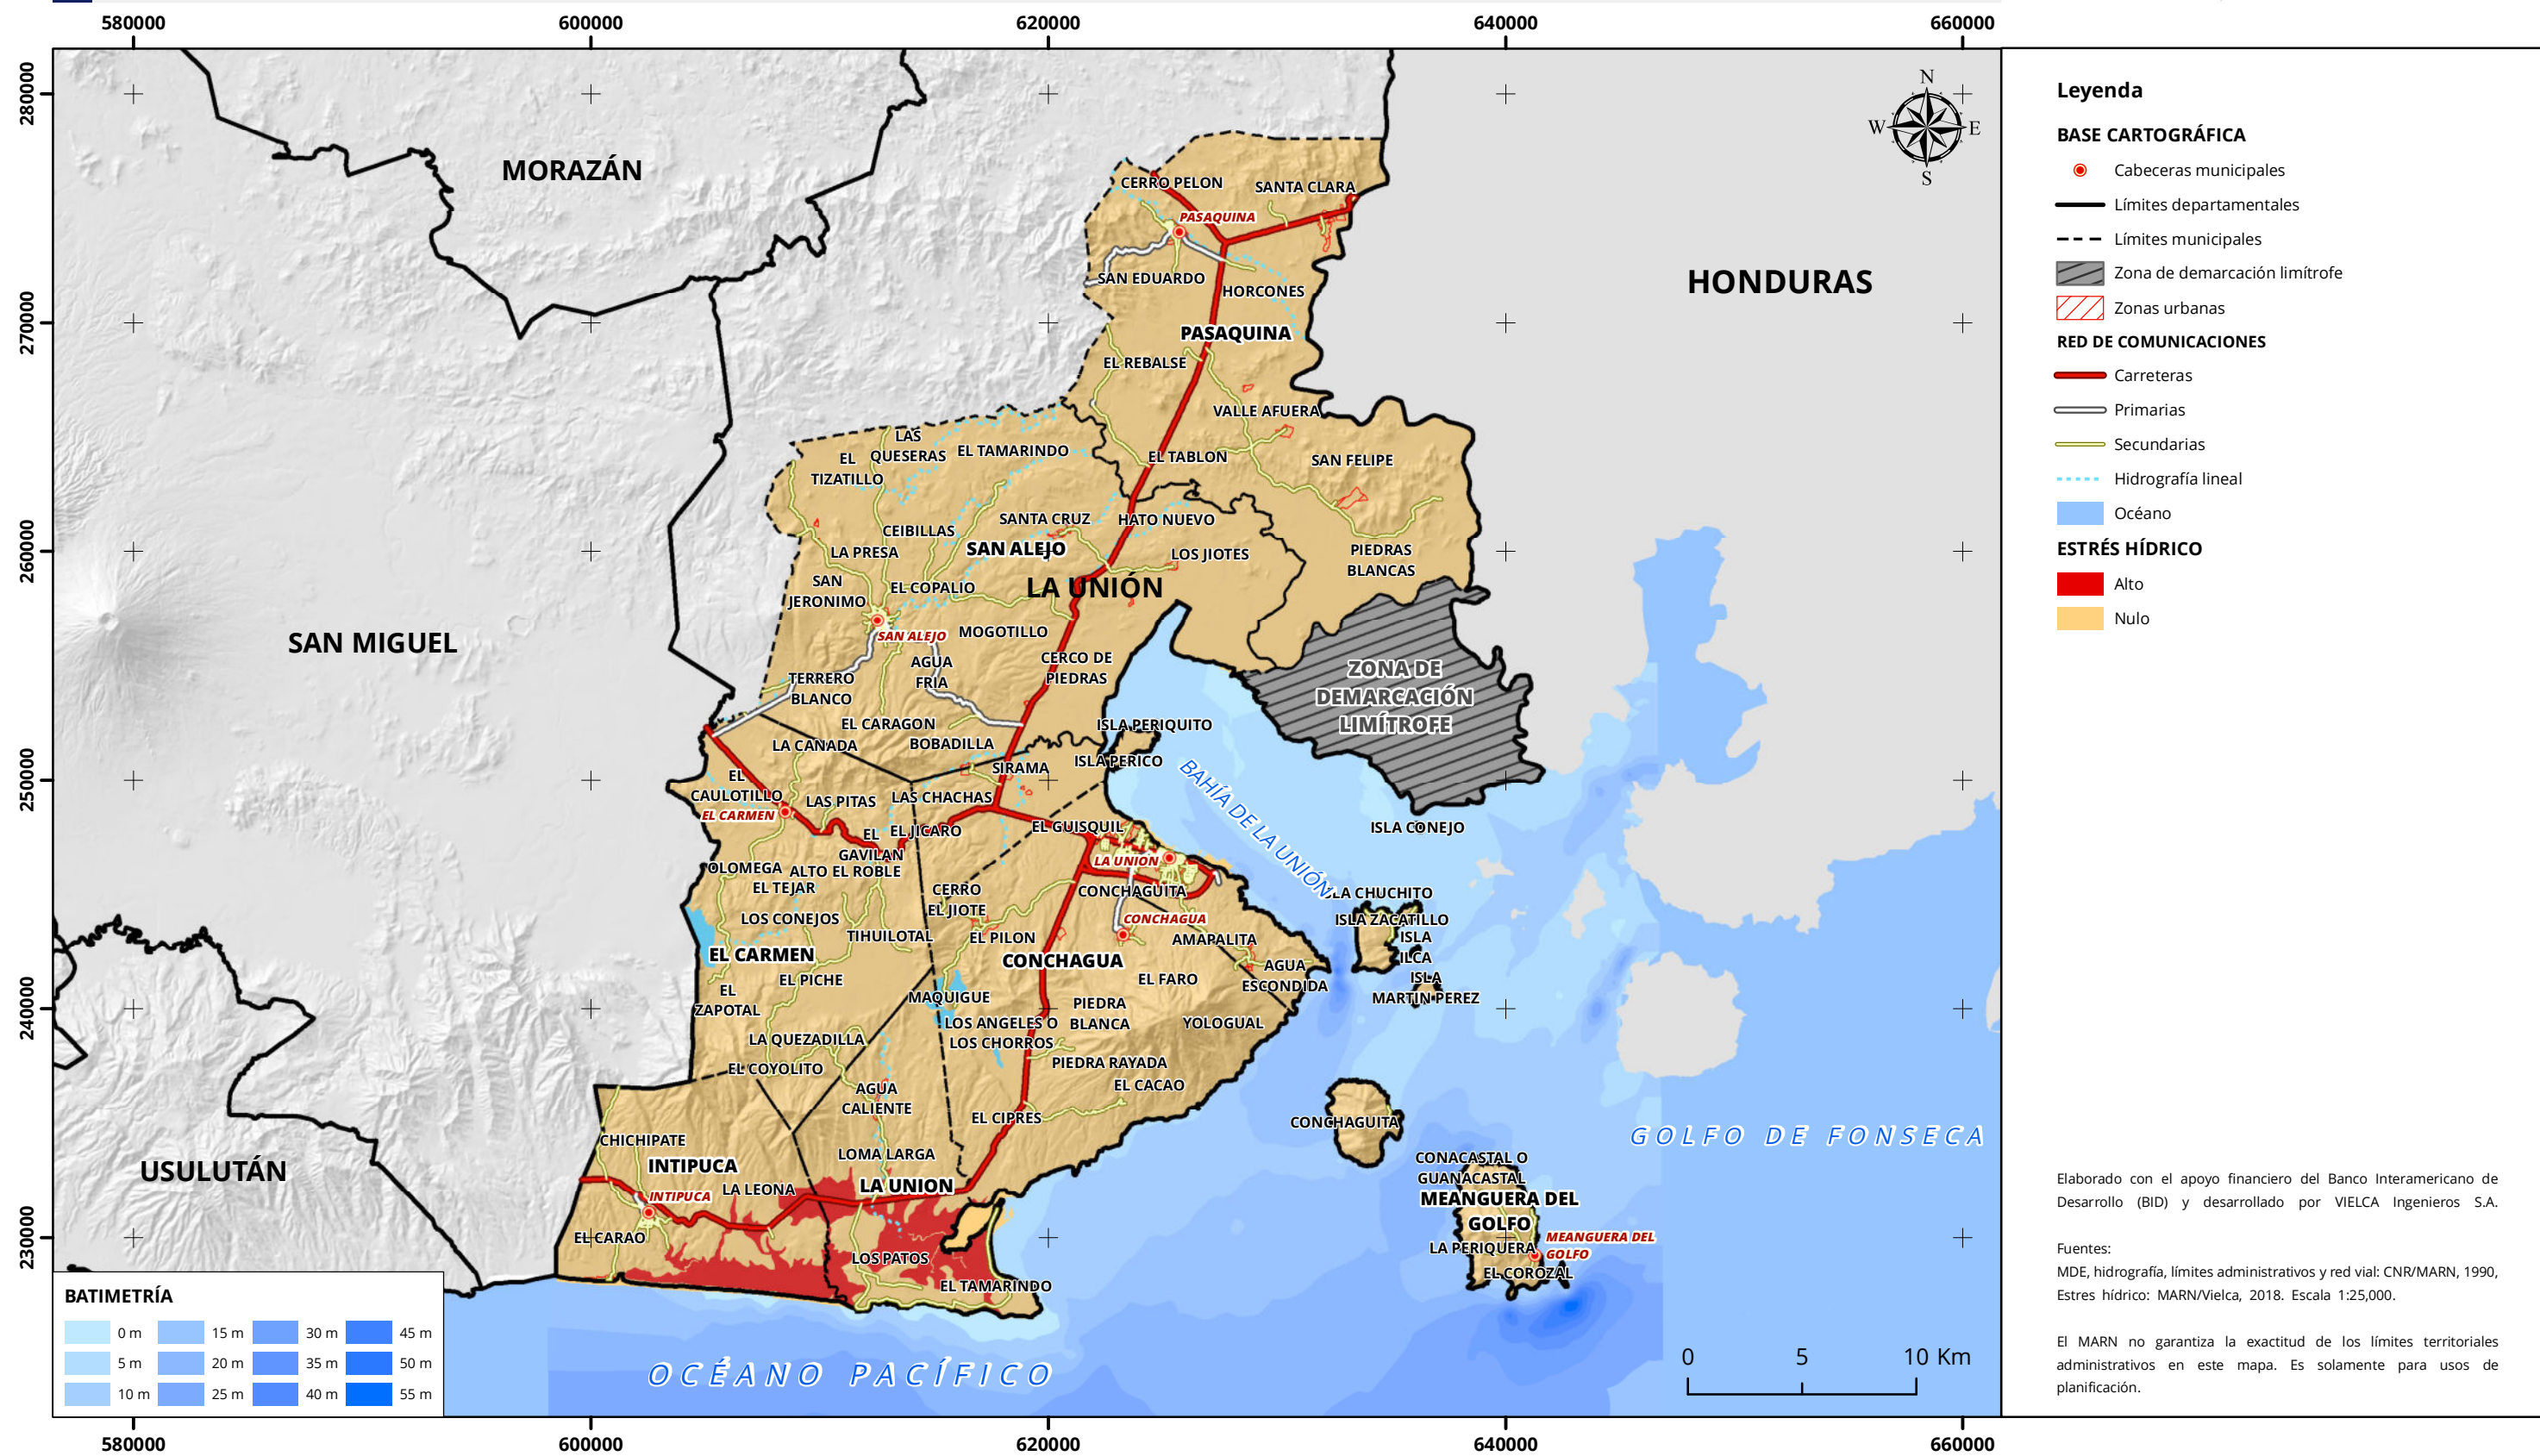 580000
600000
620000
640000
660000
280000
270000
260000
250000
240000
230000
N
W
E
S
MORAZÁN
HONDURAS
SAN MIGUEL
USULUTÁN
LA UNIÓN
CERRO PELON
SANTA CLARA
PASAQUINA
SAN EDUARDO
HORCONES
PASAQUINA
EL REBALSE
VALLE AFUERA
LAS
QUESERAS
EL TAMARINDO
EL
TIZATILLO
EL TABLON
SAN FELIPE
SANTA CRUZ
HATO NUEVO
CEIBILLAS
LA PRESA
SAN ALEJO
LOS JIOTES
PIEDRAS
BLANCAS
SAN
JERONIMO
EL COPALIO
SAN ALEJO
MOGOTILLO
AGUA
FRIA
CERCO DE
PIEDRAS
ZONA DE
DEMARCACIÓN
LIMÍTROFE
TERRERO
BLANCO
EL CARAGON
ISLA PERIQUITO
LA CAÑADA
BOBADILLA
ISLA PERICO
SIRAMA
BAHÍA DE LA UNIÓN
EL
CAULOTILLO
LAS PITAS
LAS CHACHAS
EL CARMEN
EL
GAVILAN
EL JICARO
EL GUISQUIL
ISLA CONEJO
LA UNION
OLOMEGA
ALTO EL ROBLE
EL TEJAR
CERRO
EL JIOTE
CONCHAGUITA
ISLA CHUCHITO
LOS CONEJOS
CONCHAGUA
ISLA ZACATILLO
TIHUILOTAL
EL PILON
AMAPALITA
ISLA
ILCA
EL CARMEN
CONCHAGUA
EL PICHE
EL FARO
AGUA
ESCONDIDA
ISLA
MARTIN PEREZ
EL
ZAPOTAL
MAQUIGUE
PIEDRA
BLANCA
LOS ANGELES O
LOS CHORROS
YOLOGUAL
LA QUEZADILLA
EL COYOLITO
PIEDRA RAYADA
AGUA
CALIENTE
EL CACAO
EL CIPRES
CONCHAGUITA
GOLFO DE FONSECA
CHICHIPATE
LOMA LARGA
CONACASTAL O
GUANACASTAL
INTIPUCA
LA LEONA
LA UNION
MEANGUERA DEL
GOLFO
INTIPUCA
EL CARAO
LOS PATOS
LA PERIQUERA
MEANGUERA DEL
GOLFO
EL TAMARINDO
EL COROZAL
OCÉANO PACÍFICO
0 5 10 Km
BATIMETRÍA
0 m 15 m 30 m 45 m
5 m 20 m 35 m 50 m
10 m 25 m 40 m 55 m
580000
600000
620000
640000
660000
Leyenda
BASE CARTOGRÁFICA
Cabeceras municipales
Límites departamentales
Límites municipales
Zona de demarcación limítrofe
Zonas urbanas
RED DE COMUNICACIONES
Carreteras
Primarias
Secundarias
Hidrografía lineal
Océano
ESTRÉS HÍDRICO
Alto
Nulo
Elaborado con el apoyo financiero del Banco Interamericano de
Desarrollo (BID) y desarrollado por VIELCA Ingenieros S.A.
Fuentes:
MDE, hidrografía, límites administrativos y red vial: CNR/MARN, 1990,
Estres hídrico: MARN/Vielca, 2018. Escala 1:25,000.
El MARN no garantiza la exactitud de los límites territoriales
administrativos en este mapa. Es solamente para usos de
planificación.